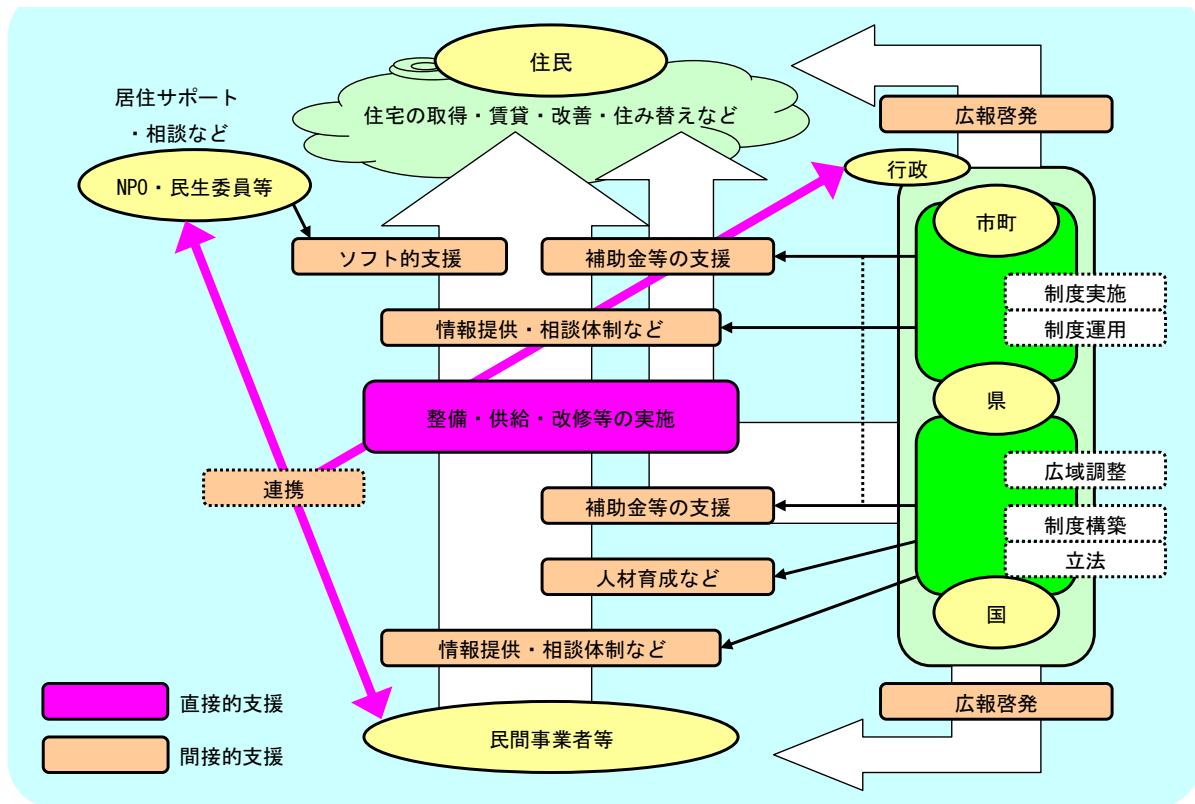 住民
居住サポート
・相談など
住宅の取得・賃貸・改善・住み替えなど
広報啓発
NPO・民生委員等
行政
市町
ソフト的支援
補助金等の支援
制度実施
情報提供・相談体制など
制度運用
県
整備・供給・改修等の実施
広域調整
連携
補助金等の支援
制度構築
立法
人材育成など
国
情報提供・相談体制など
直接的支援
広報啓発
民間事業者等
間接的支援